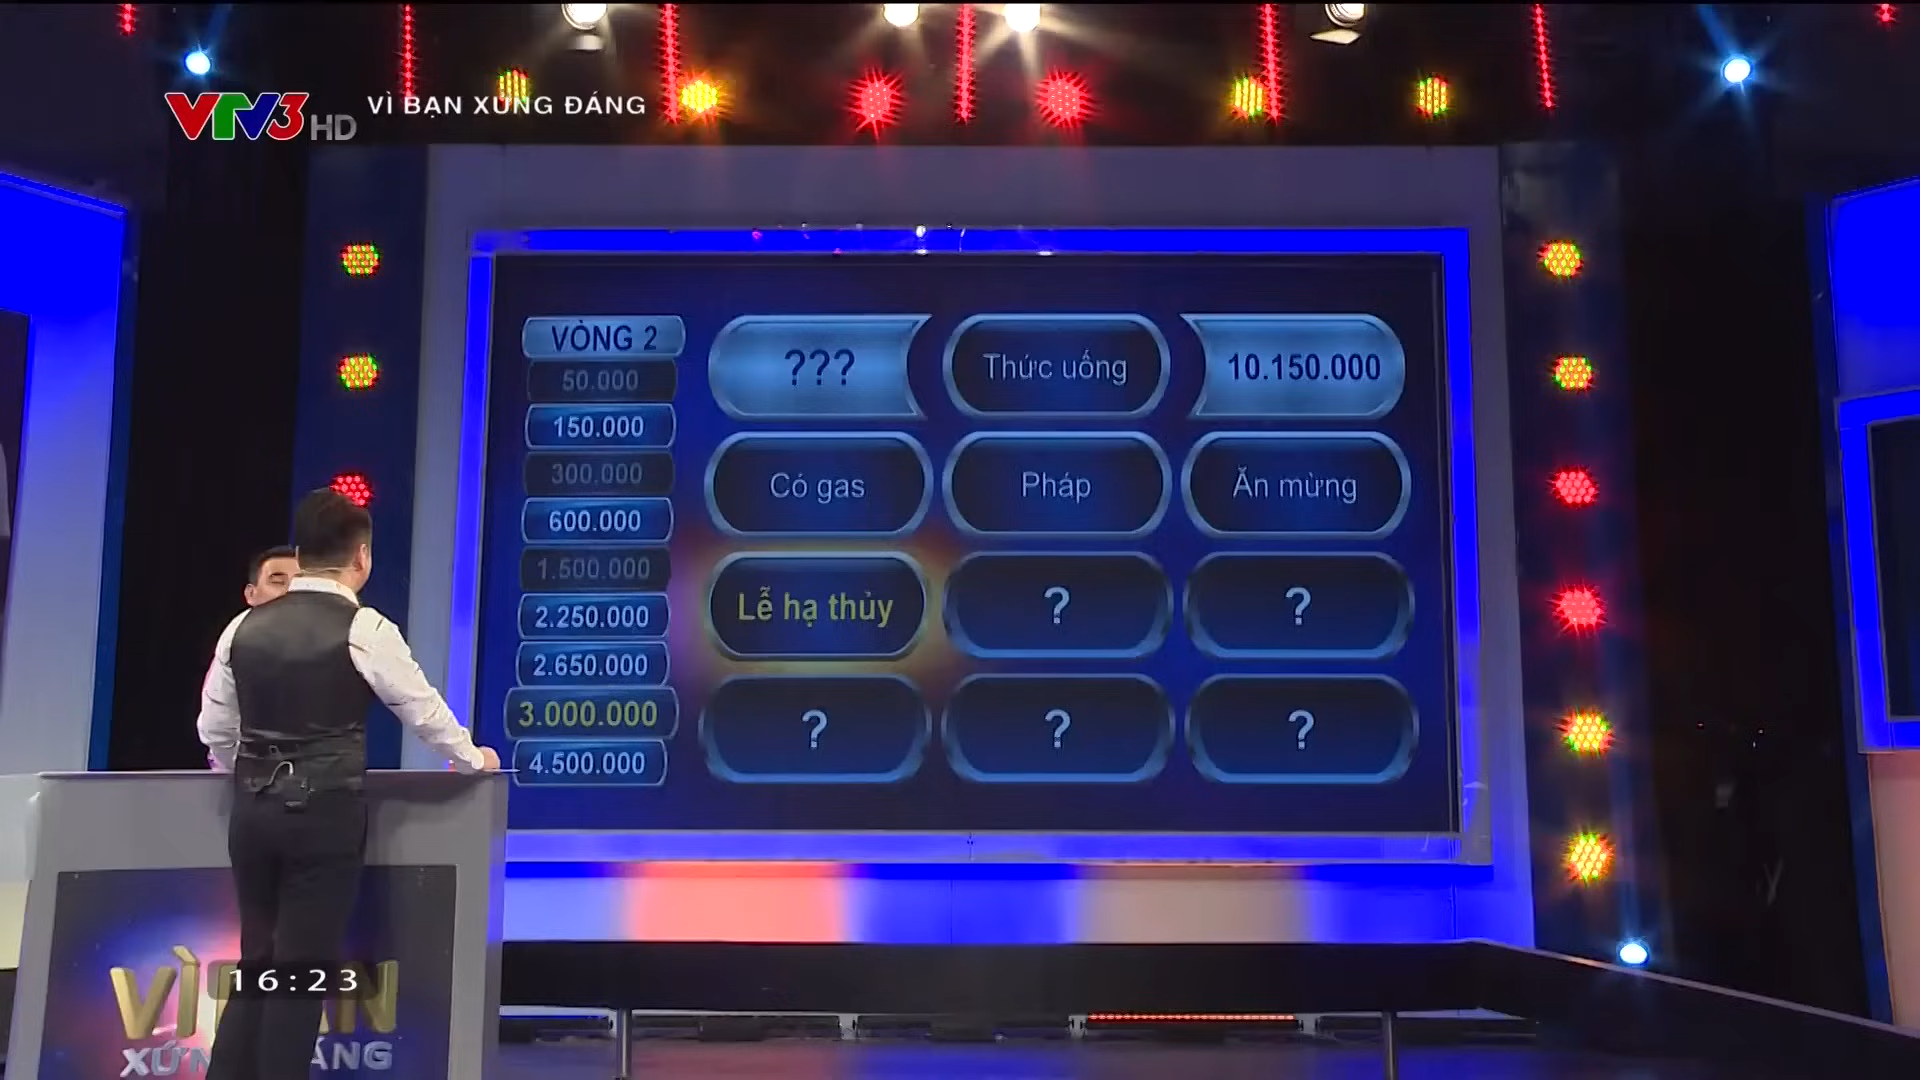 VTV3 HD VÌ BẠN XỨNG ĐÁNG
VÒNG 2
50.000
150.000
300.000
600.000
1.500.000
2.250.000
2.650.000
3.000.000
4.500.000
??? Thức uống 10.150.000
Có gas Pháp Ăn mừng
Lễ hạ thủy ? ?
? ? ?
16:23